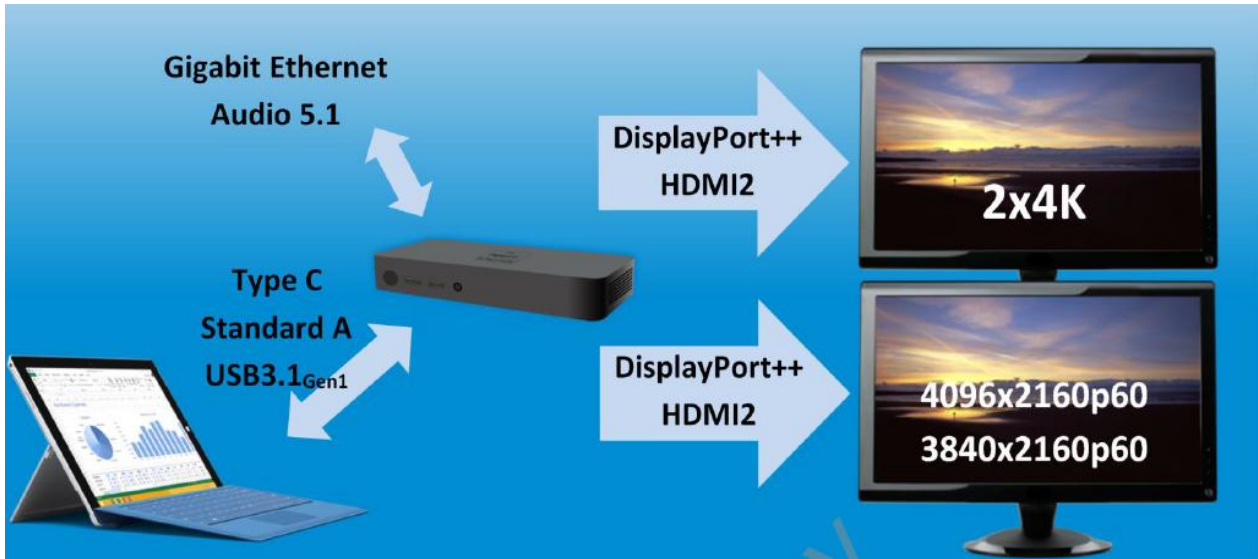 Gigabit Ethernet
Audio 5.1
DisplayPort++
HDMI2
2x4K
Type C
Standard A
USB3.1Gen1
DisplayPort++
HDMI2
4096x2160p60
3840x2160p60